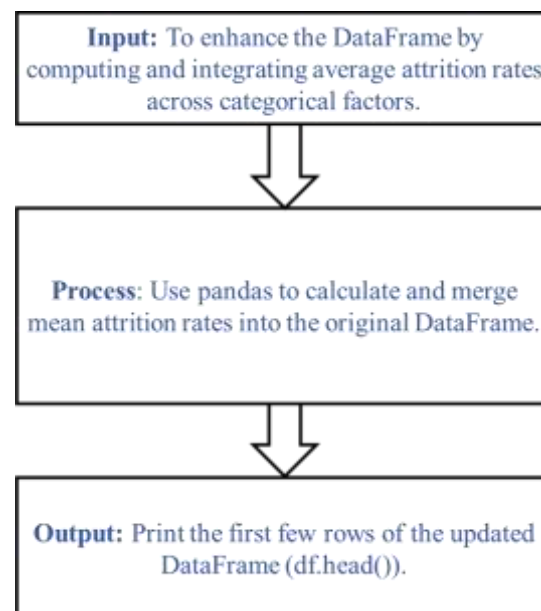 Input: To enhance the DataFrame by
computing and integrating average attrition rates
across categorical factors.
Process: Use pandas to calculate and merge
mean attrition rates into the original DataFrame.
Output: Print the first few rows of the updated
DataFrame (df.head()).